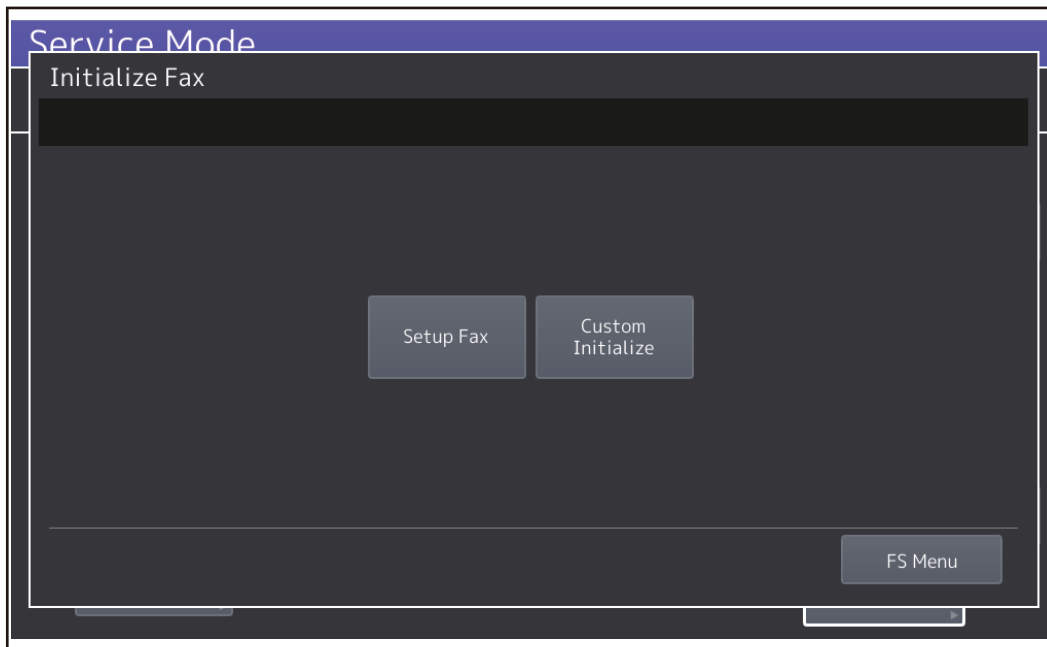 Service Mode
Initialize Fax
Setup Fax
Custom
Initialize
FS Menu